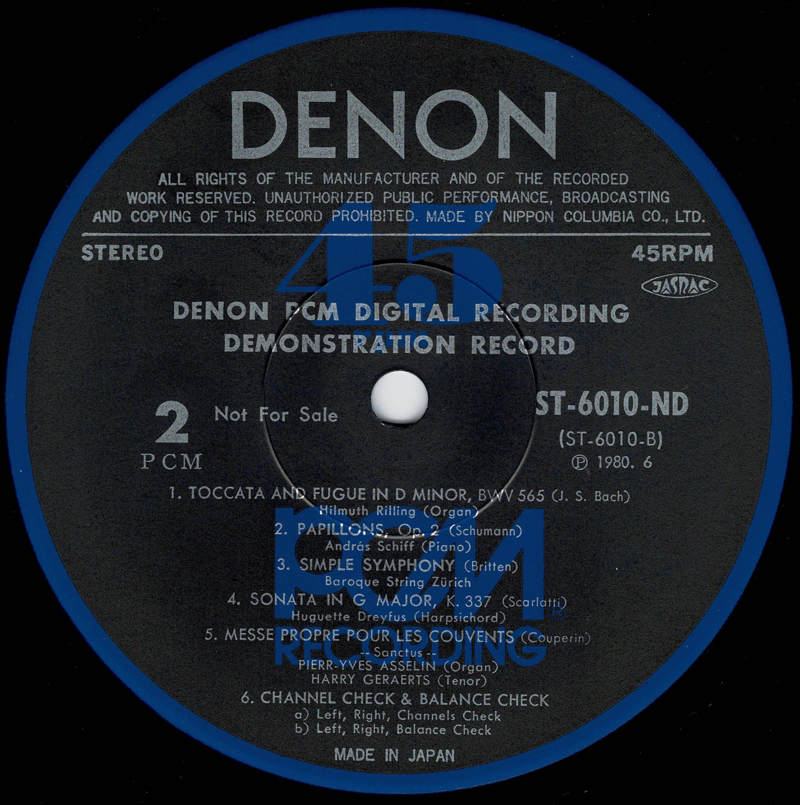 DENON
ALL RIGHTS OF THE MANUFACTURER AND OF THE RECORDED
WORK RESERVED. UNAUTHORIZED PUBLIC PERFORMANCE, BROADCASTING
AND COPYING OF THIS RECORD PROHIBITED. MADE BY NIPPON COLUMBIA CO., LTD.
45
STEREO
45RPM
JASRAC
DENON PCM DIGITAL RECORDING
DEMONSTRATION RECORD
2
PCM
Not For Sale
ST-6010-ND
(ST-6010-B)
Ⓟ 1980. 6
1. TOCCATA AND FUGUE IN D MINOR, BWV 565 (J. S. Bach)
Hilmuth Rilling (Organ)
2. PAPILLONS, Op. 2 (Schumann)
András Schiff (Piano)
3. SIMPLE SYMPHONY (Britten)
Baroque String Zürich
4. SONATA IN G MAJOR, K. 337 (Scarlatti)
Huguette Dreyfus (Harpsichord)
5. MESSE PROPRE POUR LES COUVENTS (Couperin)
--Sanctus--
PIERR-YVES ASSELIN (Organ)
HARRY GERAERTS (Tenor)
PCM
RECORDING
6. CHANNEL CHECK & BALANCE CHECK
a) Left, Right, Channels Check
b) Left, Right, Balance Check
MADE IN JAPAN